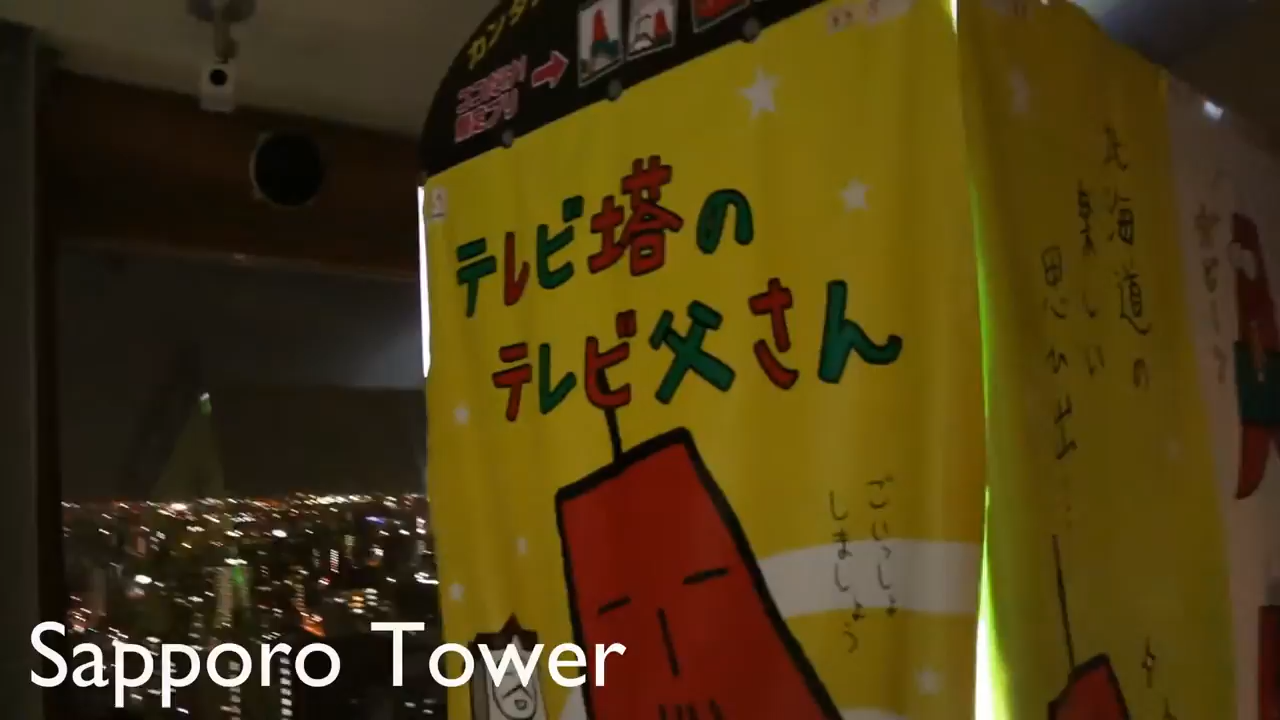 テレビ塔の
テレビ父さん
ごいっしょ
しましょう
北海道の
楽しい
思ひ出…
Sapporo Tower